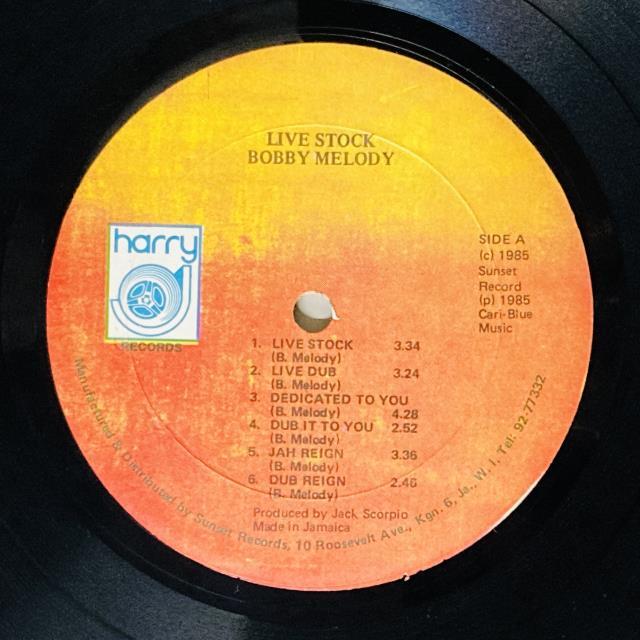 LIVE STOCK
BOBBY MELODY
harry
RECORDS
SIDE A
(c) 1985
Sunset
Record
(p) 1985
Cari-Blue
Music
1. LIVE STOCK 3.34
(B. Melody)
2. LIVE DUB 3.24
(B. Melody)
3. DEDICATED TO YOU
(B. Melody) 4.28
4. DUB IT TO YOU 2.52
(B. Melody)
5. JAH REIGN 3.36
(B. Melody)
6. DUB REIGN 2.46
(B. Melody)
Produced by Jack Scorpio
Made in Jamaica
Manufactured & Distributed by Sunset Records, 10 Roosevelt Ave., Kgn. 6, Ja., W. I. Tel: 92-77332